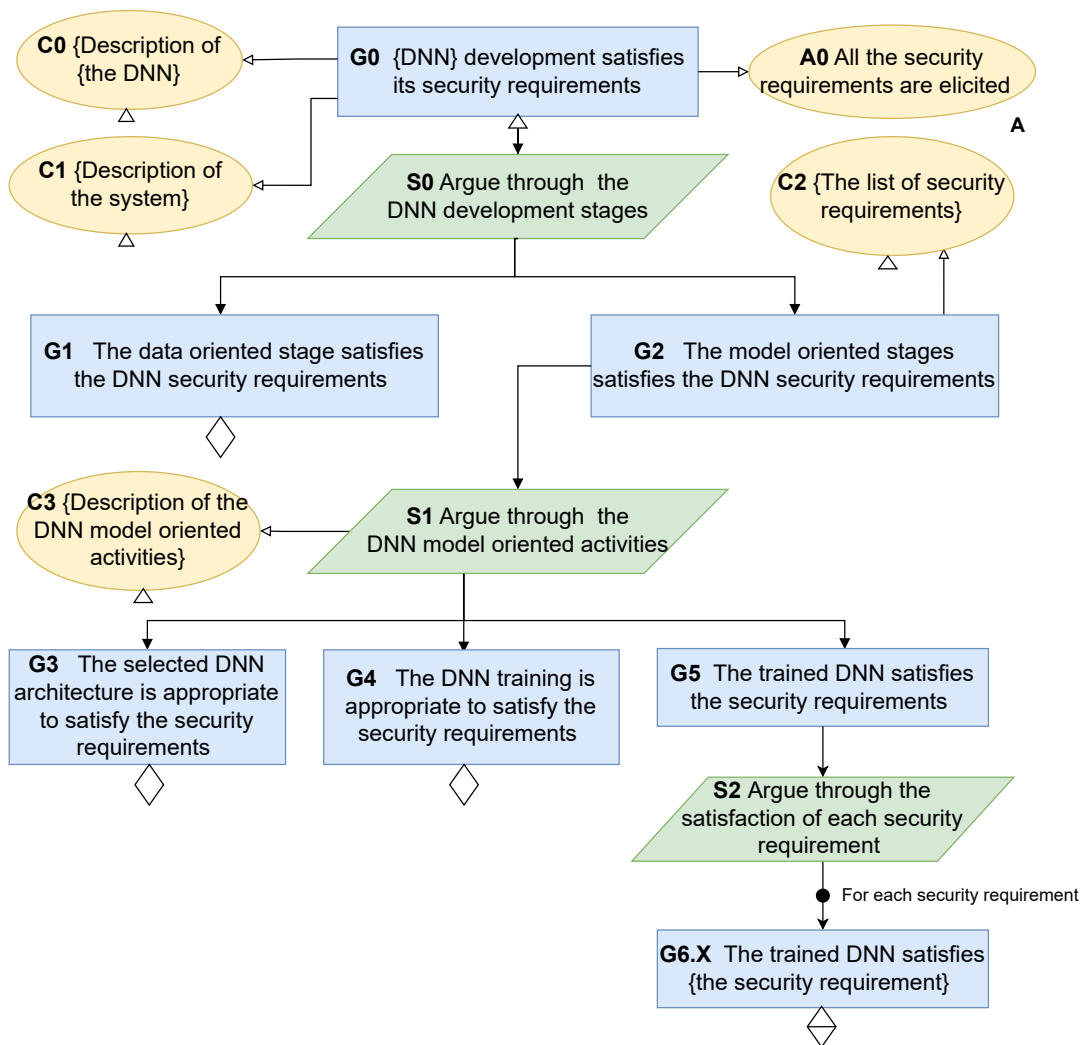 C0 {Description of
{the DNN}
G0 {DNN} development satisfies
its security requirements
A0 All the security
requirements are elicited
A
C1 {Description of
the system}
S0 Argue through the
DNN development stages
C2 {The list of security
requirements}
G1 The data oriented stage satisfies
the DNN security requirements
G2 The model oriented stages
satisfies the DNN security requirements
C3 {Description of the
DNN model oriented
activities}
S1 Argue through the
DNN model oriented activities
G3 The selected DNN
architecture is appropriate
to satisfy the security
requirements
G4 The DNN training is
appropriate to satisfy the
security requirements
G5 The trained DNN satisfies
the security requirements
S2 Argue through the
satisfaction of each security
requirement
For each security requirement
G6.X The trained DNN satisfies
{the security requirement}